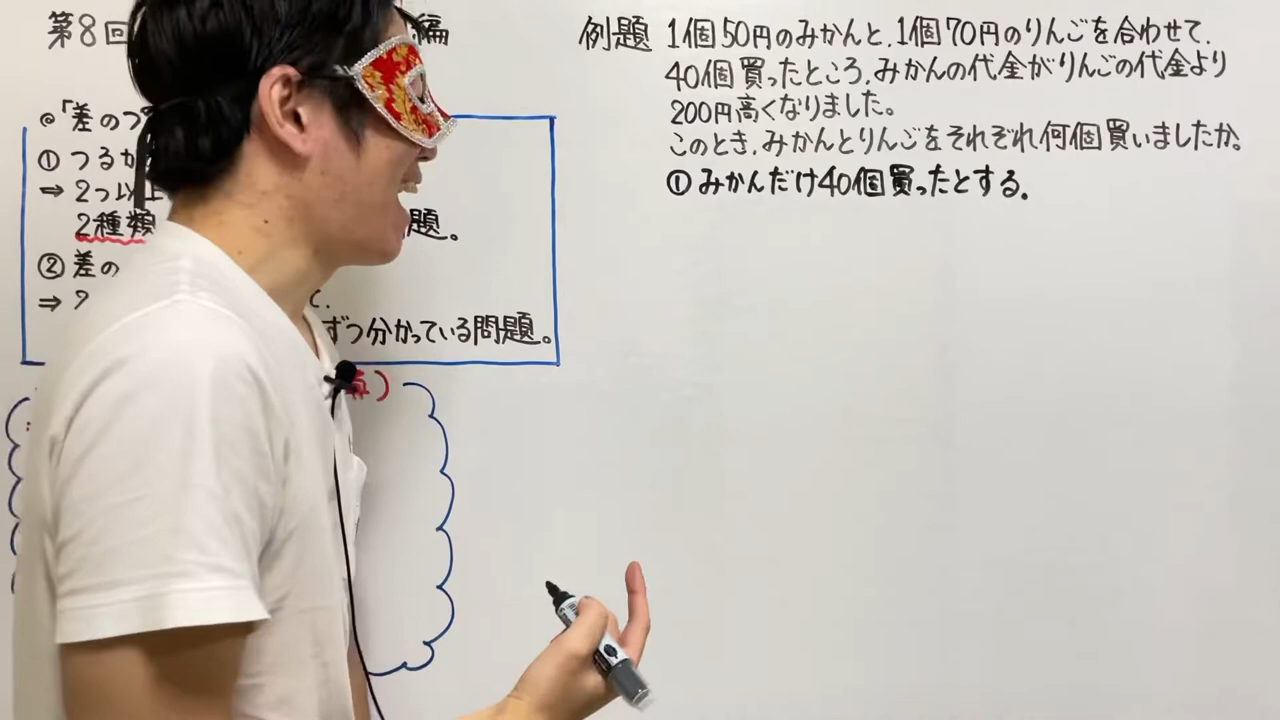 第8回 編
◎「差のつ
① つるか
⇒ 2つ以上
2種類 題。
② 差の
⇒ て、
ずつ分かっている問題。
例題 1個50円のみかんと、1個70円のりんごを合わせて、
40個買ったところ、みかんの代金がりんごの代金より
200円高くなりました。
このとき、みかんとりんごをそれぞれ何個買いましたか。
① みかんだけ40個買ったとする。